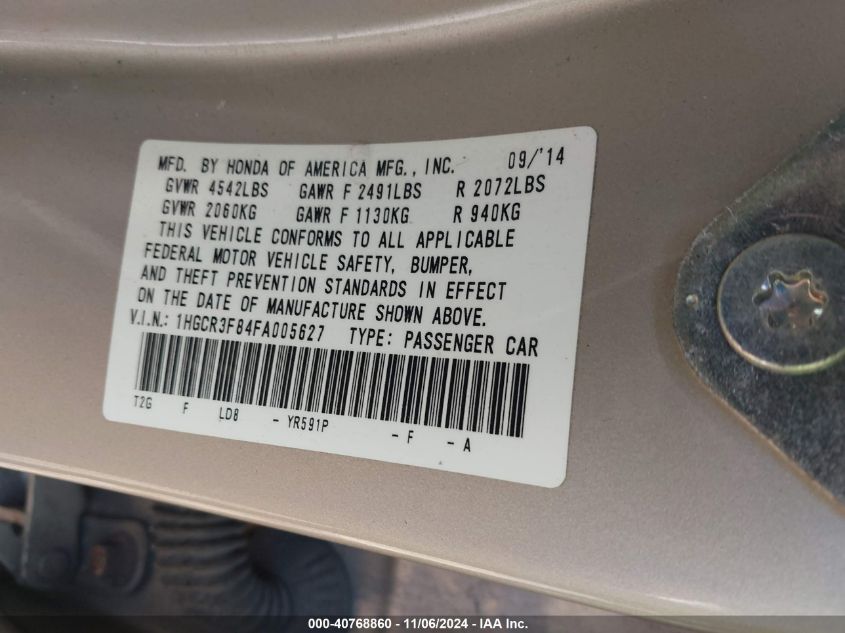 MFD. BY HONDA OF AMERICA MFG., INC. 09/'14
GVWR 4542LBS GAWR F 2491LBS R 2072LBS
GVWR 2060KG GAWR F 1130KG R 940KG
THIS VEHICLE CONFORMS TO ALL APPLICABLE
FEDERAL MOTOR VEHICLE SAFETY, BUMPER,
AND THEFT PREVENTION STANDARDS IN EFFECT
ON THE DATE OF MANUFACTURE SHOWN ABOVE.
V.I.N.: 1HGCR3F84FA005627 TYPE: PASSENGER CAR
T2G F LD8 - YR591P - F - A
000-40768860 - 11/06/2024 - IAA Inc.